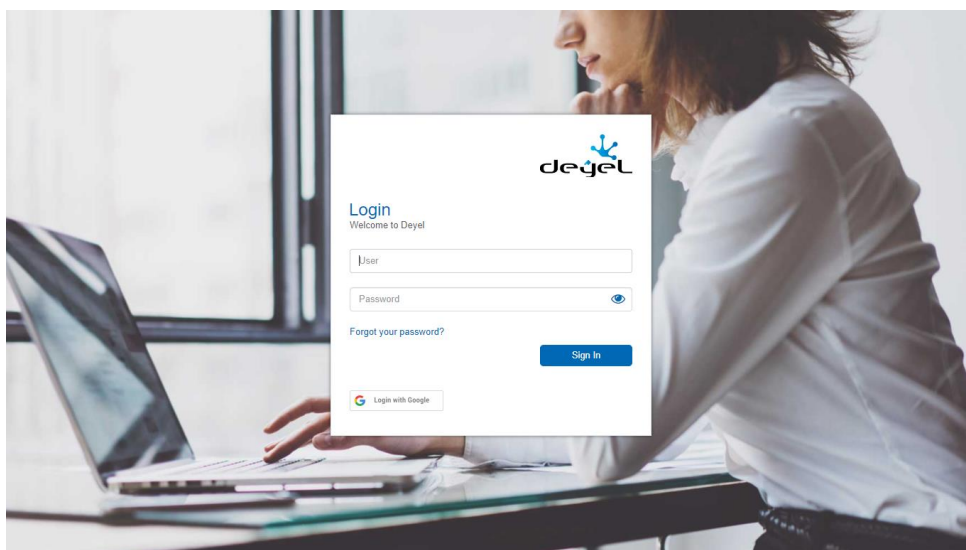 deyel
Login
Welcome to Deyel
User
Password
Forgot your password?
Sign In
Login with Google